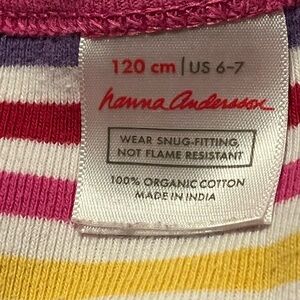 120 cm | US 6-7
hanna Andersson
WEAR SNUG-FITTING,
NOT FLAME RESISTANT
100% ORGANIC COTTON
MADE IN INDIA